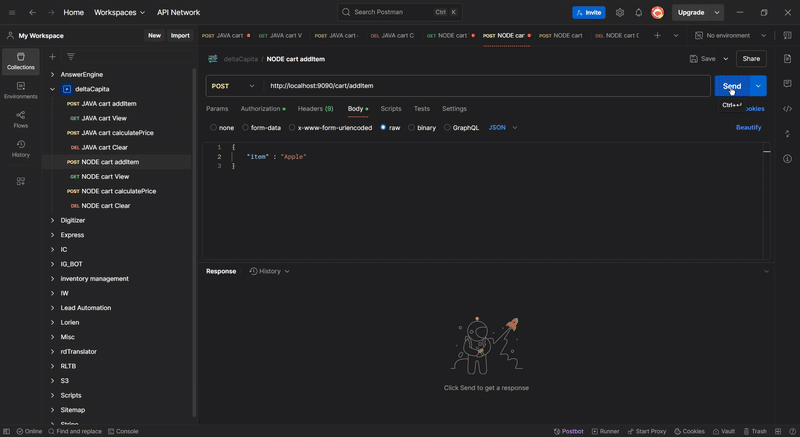 Home Workspaces API Network Search Postman Ctrl K Invite Upgrade
My Workspace New Import
POST JAVA cart GET JAVA cart V POST JAVA cart DEL JAVA cart C GET NODE cart POST NODE car POST NODE cart DEL NODE cart C No environment
Collections
Environments
Flows
History
AnswerEngine
deltaCapita
POST JAVA cart addItem
GET JAVA cart View
POST JAVA cart calculatePrice
DEL JAVA cart Clear
POST NODE cart addItem
GET NODE cart View
POST NODE cart calculatePrice
DEL NODE cart Clear
Digitizer
Express
IC
IG_BOT
inventory management
IW
Lead Automation
Lorien
Misc
rdTranslator
RLTB
S3
Scripts
Sitemap
deltaCapita / NODE cart addItem Save Share
POST http://localhost:9090/cart/addItem Send
Ctrl+↵
Params Authorization Headers (9) Body Scripts Tests Settings ookies
none form-data x-www-form-urlencoded raw binary GraphQL JSON Beautify
1 {
2 "item" : "Apple"
3 }
Response History
Click Send to get a response
Online Find and replace Console Postbot Runner Start Proxy Cookies Vault Trash